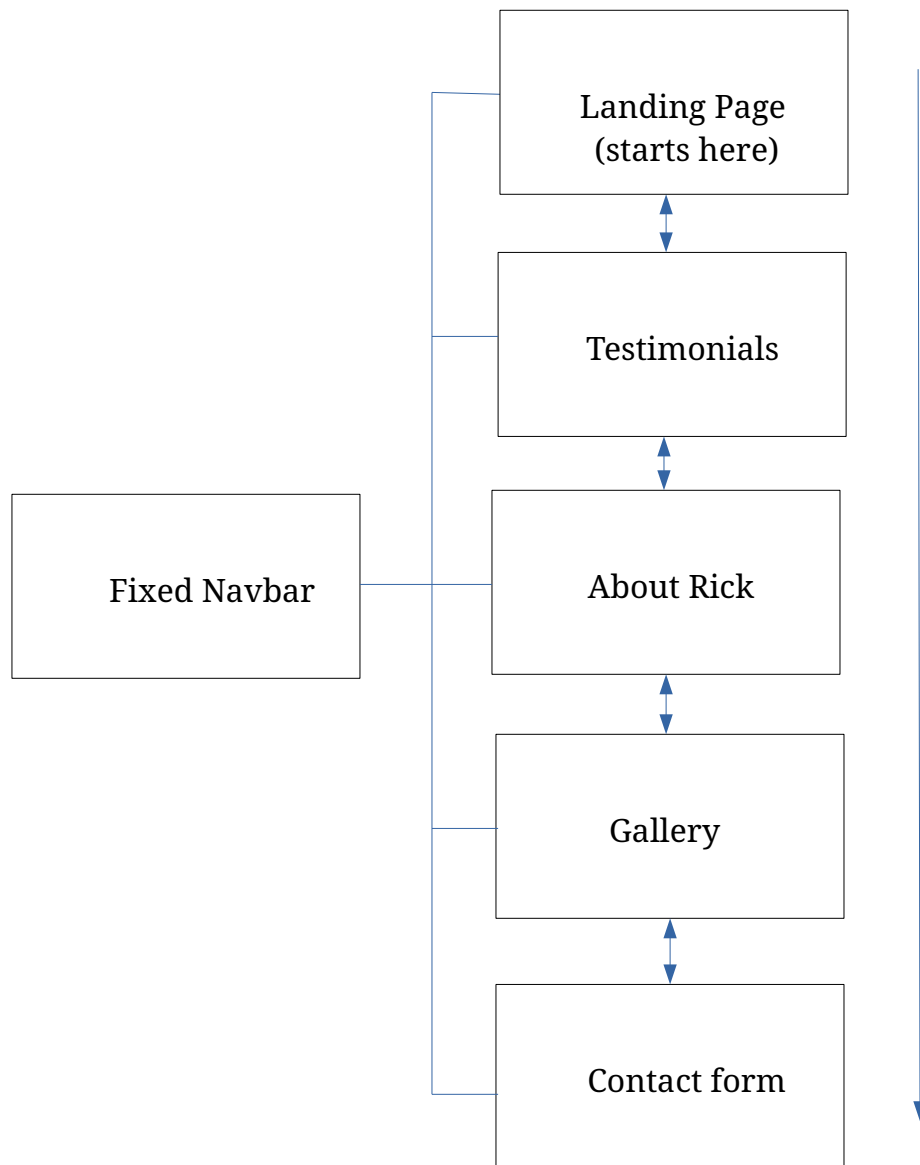 Landing Page
(starts here)
Testimonials
Fixed Navbar
About Rick
Gallery
Contact form